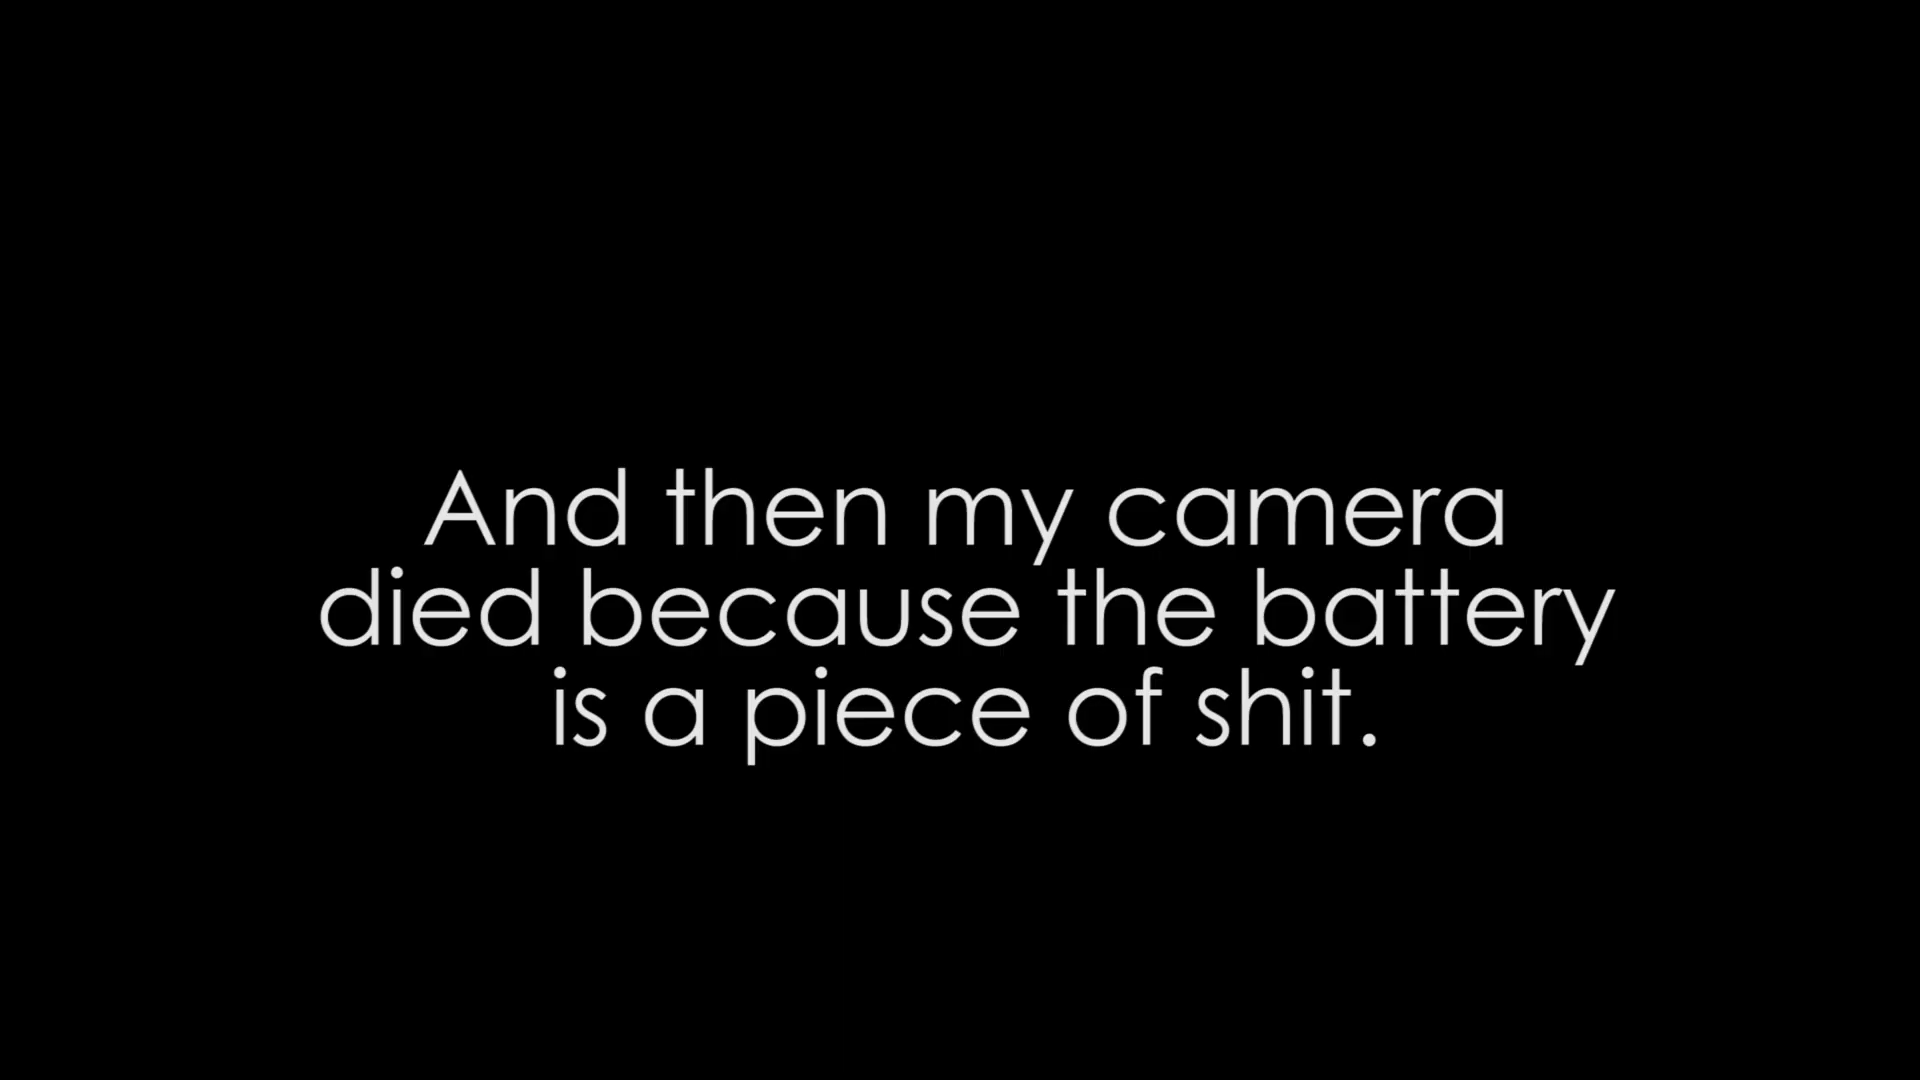 And then my camera
died because the battery
is a piece of shit.